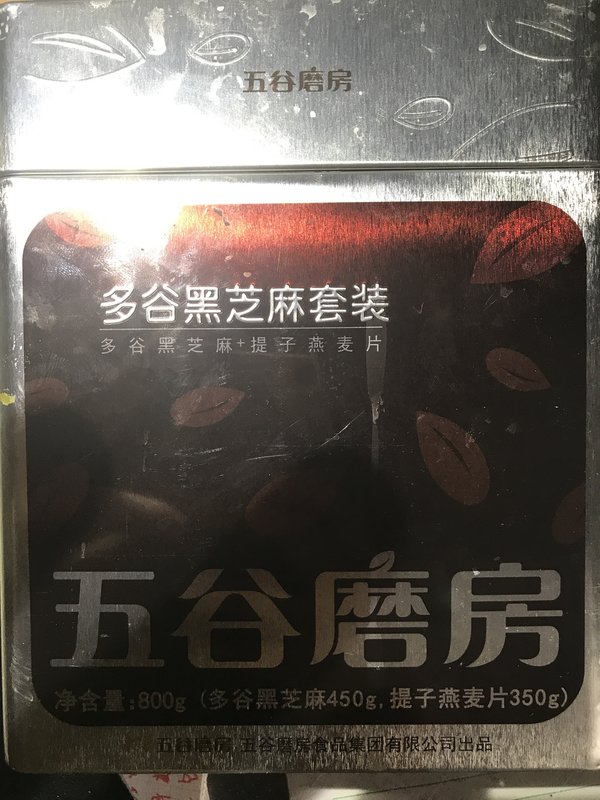 五谷磨房
多谷黑芝麻套装
多谷黑芝麻+提子燕麦片
五谷磨房
净含量:800g (多谷黑芝麻450g,提子燕麦片350g)
五谷磨房 五谷磨房食品集团有限公司出品